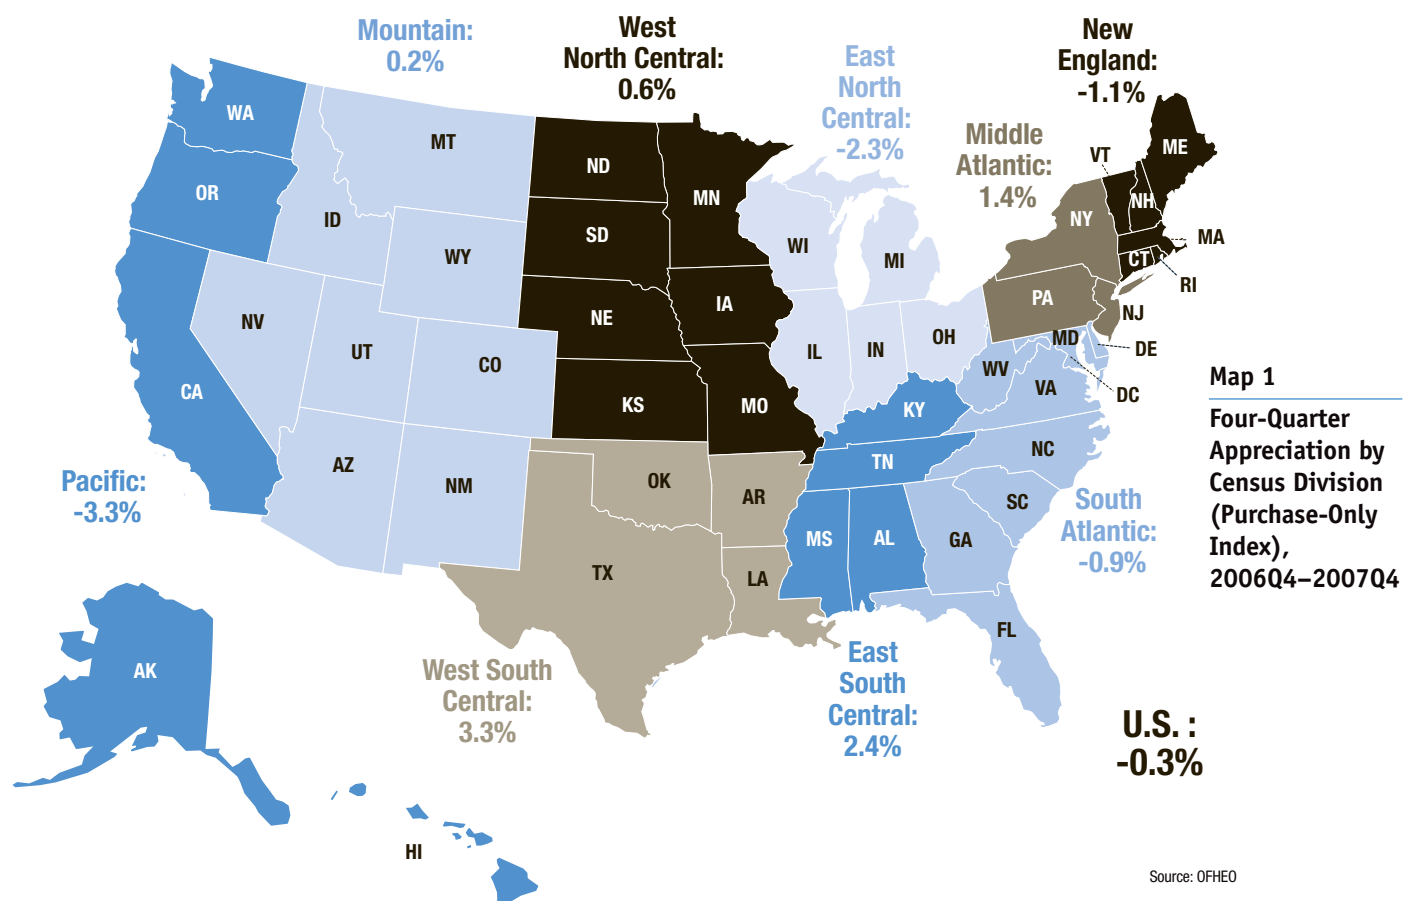 Mountain:
0.2%
West
North Central:
0.6%
East
North
Central:
-2.3%
New
England:
-1.1%
Middle
Atlantic:
1.4%
WA
OR
CA
MT
ID
WY
NV
UT
CO
AZ
NM
ND
SD
NE
KS
MN
IA
MO
WI
MI
IL
IN
OH
NY
PA
NJ
VT
NH
ME
MA
CT
RI
MD
DE
DC
WV
VA
NC
SC
GA
FL
KY
TN
MS
AL
OK
AR
TX
LA
AK
HI
Pacific:
-3.3%
South
Atlantic:
-0.9%
West South
Central:
3.3%
East
South
Central:
2.4%
U.S. :
-0.3%
Map 1
Four-Quarter
Appreciation by
Census Division
(Purchase-Only
Index),
2006Q4–2007Q4
Source: OFHEO